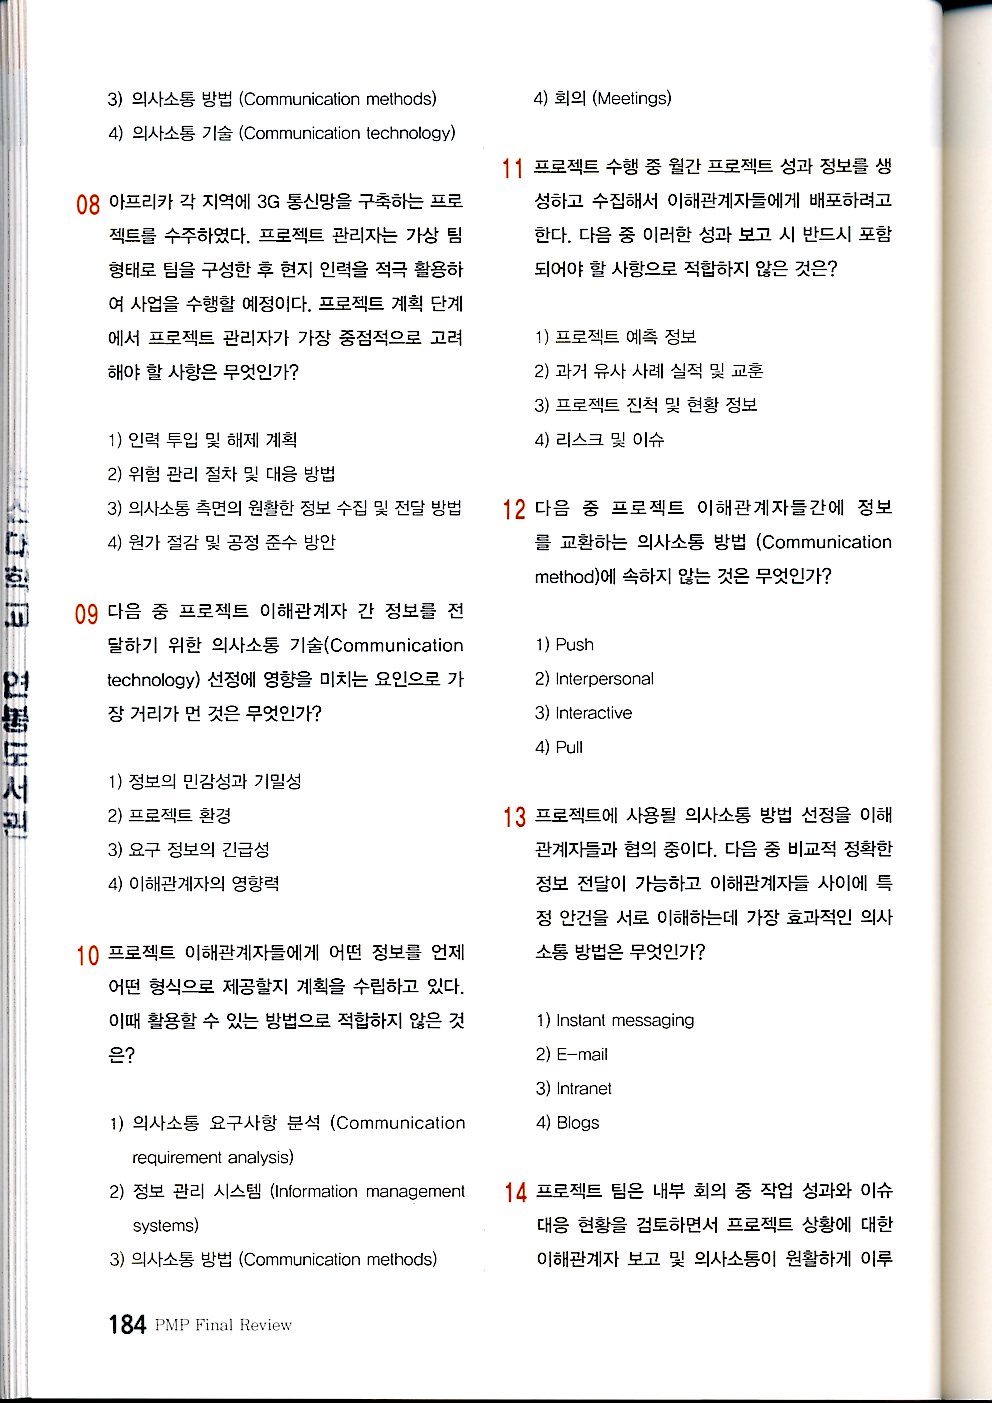 3) 의사소통 방법 (Communication methods)
4) 의사소통 기술 (Communication technology)
08 아프리카 각 지역에 3G 통신망을 구축하는 프로
젝트를 수주하였다. 프로젝트 관리자는 가상 팀
형태로 팀을 구성한 후 현지 인력을 적극 활용하
여 사업을 수행할 예정이다. 프로젝트 계획 단계
에서 프로젝트 관리자가 가장 중점적으로 고려
해야 할 사항은 무엇인가?
1) 인력 투입 및 해제 계획
2) 위험 관리 절차 및 대응 방법
3) 의사소통 측면의 원활한 정보 수집 및 전달 방법
4) 원가 절감 및 공정 준수 방안
09 다음 중 프로젝트 이해관계자 간 정보를 전
달하기 위한 의사소통 기술(Communication
technology) 선정에 영향을 미치는 요인으로 가
장 거리가 먼 것은 무엇인가?
1) 정보의 민감성과 기밀성
2) 프로젝트 환경
3) 요구 정보의 긴급성
4) 이해관계자의 영향력
10 프로젝트 이해관계자들에게 어떤 정보를 언제
어떤 형식으로 제공할지 계획을 수립하고 있다.
이때 활용할 수 있는 방법으로 적합하지 않은 것
은?
1) 의사소통 요구사항 분석 (Communication
requirement analysis)
2) 정보 관리 시스템 (Information management
systems)
3) 의사소통 방법 (Communication methods)
4) 회의 (Meetings)
11 프로젝트 수행 중 월간 프로젝트 성과 정보를 생
성하고 수집해서 이해관계자들에게 배포하려고
한다. 다음 중 이러한 성과 보고 시 반드시 포함
되어야 할 사항으로 적합하지 않은 것은?
1) 프로젝트 예측 정보
2) 과거 유사 사례 실적 및 교훈
3) 프로젝트 진척 및 현황 정보
4) 리스크 및 이슈
12 다음 중 프로젝트 이해관계자들간에 정보
를 교환하는 의사소통 방법 (Communication
method)에 속하지 않는 것은 무엇인가?
1) Push
2) Interpersonal
3) Interactive
4) Pull
13 프로젝트에 사용될 의사소통 방법 선정을 이해
관계자들과 협의 중이다. 다음 중 비교적 정확한
정보 전달이 가능하고 이해관계자들 사이에 특
정 안건을 서로 이해하는데 가장 효과적인 의사
소통 방법은 무엇인가?
1) Instant messaging
2) E-mail
3) Intranet
4) Blogs
14 프로젝트 팀은 내부 회의 중 작업 성과와 이슈
대응 현황을 검토하면서 프로젝트 상황에 대한
이해관계자 보고 및 의사소통이 원활하게 이루
184 PMP Final Review